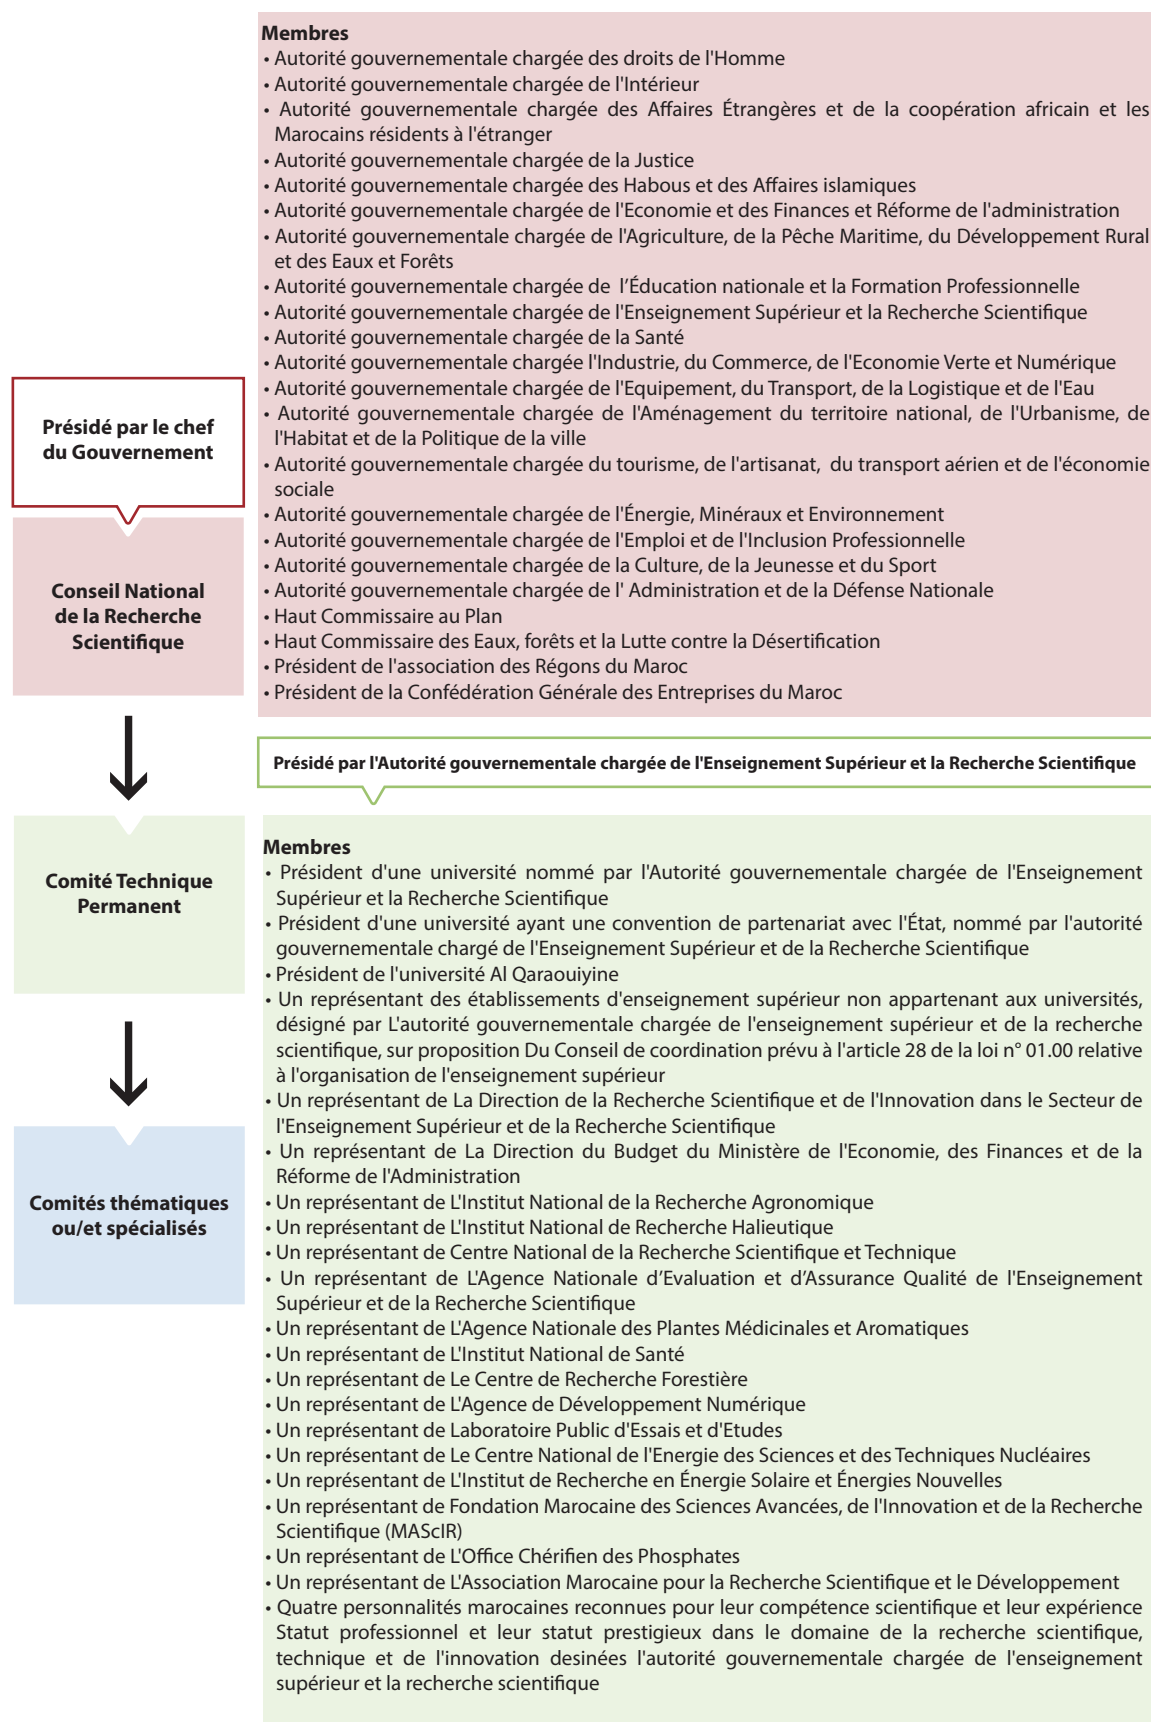 Membres
• Autorité gouvernementale chargée des droits de l'Homme
• Autorité gouvernementale chargée de l'Intérieur
• Autorité gouvernementale chargée des Affaires Étrangères et de la coopération africain et les
Marocains résidents à l'étranger
• Autorité gouvernementale chargée de la Justice
• Autorité gouvernementale chargée des Habous et des Affaires islamiques
• Autorité gouvernementale chargée de l'Economie et des Finances et Réforme de l'administration
• Autorité gouvernementale chargée de l'Agriculture, de la Pêche Maritime, du Développement Rural
et des Eaux et Forêts
• Autorité gouvernementale chargée de l’Éducation nationale et la Formation Professionnelle
• Autorité gouvernementale chargée de l'Enseignement Supérieur et la Recherche Scientifique
• Autorité gouvernementale chargée de la Santé
• Autorité gouvernementale chargée l'Industrie, du Commerce, de l'Economie Verte et Numérique
• Autorité gouvernementale chargée de l'Equipement, du Transport, de la Logistique et de l'Eau
• Autorité gouvernementale chargée de l'Aménagement du territoire national, de l'Urbanisme, de
l'Habitat et de la Politique de la ville
• Autorité gouvernementale chargée du tourisme, de l'artisanat, du transport aérien et de l'économie
sociale
• Autorité gouvernementale chargée de l'Énergie, Minéraux et Environnement
• Autorité gouvernementale chargée de l'Emploi et de l'Inclusion Professionnelle
• Autorité gouvernementale chargée de la Culture, de la Jeunesse et du Sport
• Autorité gouvernementale chargée de l' Administration et de la Défense Nationale
• Haut Commissaire au Plan
• Haut Commissaire des Eaux, forêts et la Lutte contre la Désertification
• Président de l'association des Régons du Maroc
• Président de la Confédération Générale des Entreprises du Maroc
Présidé par le chef
du Gouvernement
Conseil National
de la Recherche
Scientifique
Présidé par l'Autorité gouvernementale chargée de l'Enseignement Supérieur et la Recherche Scientifique
Comité Technique
Permanent
Membres
• Président d'une université nommé par l'Autorité gouvernementale chargée de l'Enseignement
Supérieur et la Recherche Scientifique
• Président d'une université ayant une convention de partenariat avec l'État, nommé par l'autorité
gouvernementale chargé de l'Enseignement Supérieur et de la Recherche Scientifique
• Président de l'université Al Qaraouiyine
• Un représentant des établissements d'enseignement supérieur non appartenant aux universités,
désigné par L'autorité gouvernementale chargée de l'enseignement supérieur et de la recherche
scientifique, sur proposition Du Conseil de coordination prévu à l'article 28 de la loi n° 01.00 relative
à l'organisation de l'enseignement supérieur
• Un représentant de La Direction de la Recherche Scientifique et de l'Innovation dans le Secteur de
l'Enseignement Supérieur et de la Recherche Scientifique
• Un représentant de La Direction du Budget du Ministère de l'Economie, des Finances et de la
Réforme de l'Administration
• Un représentant de L'Institut National de la Recherche Agronomique
• Un représentant de L'Institut National de Recherche Halieutique
• Un représentant de Centre National de la Recherche Scientifique et Technique
• Un représentant de L'Agence Nationale d’Evaluation et d’Assurance Qualité de l'Enseignement
Supérieur et de la Recherche Scientifique
• Un représentant de L'Agence Nationale des Plantes Médicinales et Aromatiques
• Un représentant de L'Institut National de Santé
• Un représentant de Le Centre de Recherche Forestière
• Un représentant de L'Agence de Développement Numérique
• Un représentant de Laboratoire Public d'Essais et d'Etudes
• Un représentant de Le Centre National de l'Energie des Sciences et des Techniques Nucléaires
• Un représentant de L'Institut de Recherche en Énergie Solaire et Énergies Nouvelles
• Un représentant de Fondation Marocaine des Sciences Avancées, de l'Innovation et de la Recherche
Scientifique (MAScIR)
• Un représentant de L'Office Chérifien des Phosphates
• Un représentant de L'Association Marocaine pour la Recherche Scientifique et le Développement
• Quatre personnalités marocaines reconnues pour leur compétence scientifique et leur expérience
Statut professionnel et leur statut prestigieux dans le domaine de la recherche scientifique,
technique et de l'innovation desinées l'autorité gouvernementale chargée de l'enseignement
supérieur et la recherche scientifique
Comités thématiques
ou/et spécialisés